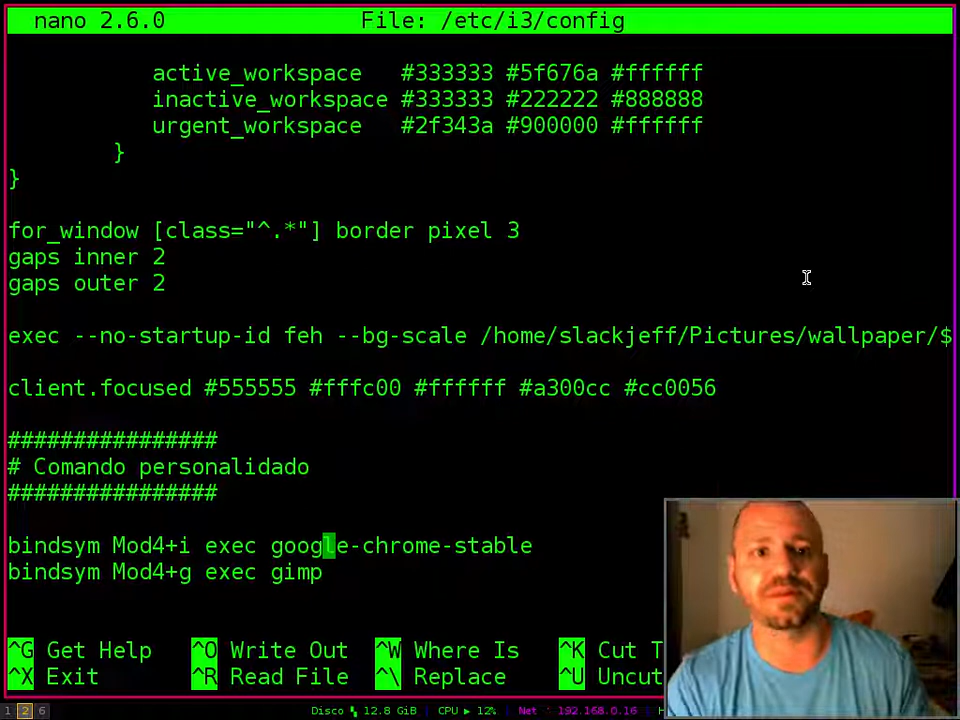 nano 2.6.0 File: /etc/i3/config
active_workspace #333333 #5f676a #ffffff
inactive_workspace #333333 #222222 #888888
urgent_workspace #2f343a #900000 #ffffff
}
}
for_window [class="^.*"] border pixel 3
gaps inner 2
gaps outer 2
exec --no-startup-id feh --bg-scale /home/slackjeff/Pictures/wallpaper/$
client.focused #555555 #fffc00 #ffffff #a300cc #cc0056
################
# Comando personalidado
################
bindsym Mod4+i exec google-chrome-stable
bindsym Mod4+g exec gimp
^G Get Help ^O Write Out ^W Where Is ^K Cut T
^X Exit ^R Read File ^\ Replace ^U Uncut
1 2 6 Disco 12.8 GiB CPU ▶ 12% Net 192.168.0.16